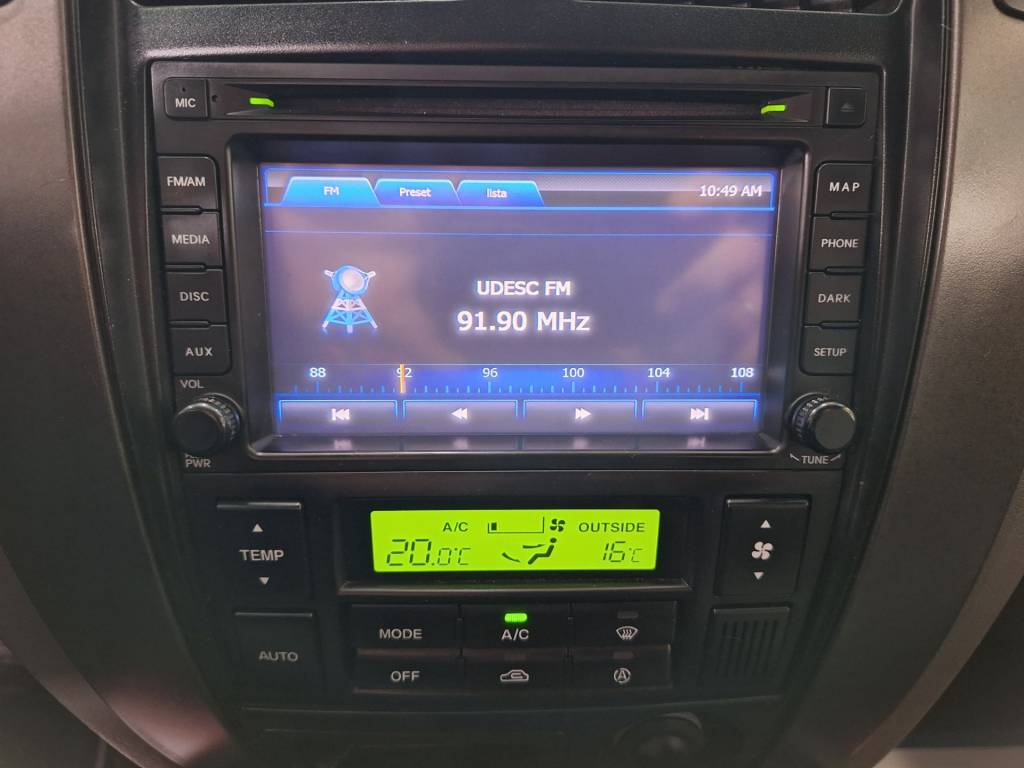 MIC
FM/AM
MEDIA
DISC
AUX
VOL
PWR
FM Preset lista 10:49 AM
UDESC FM
91.90 MHz
88 92 96 100 104 108
MAP
PHONE
DARK
SETUP
TUNE
TEMP
A/C OUTSIDE
20.0°C 16°C
AUTO
MODE A/C
OFF A